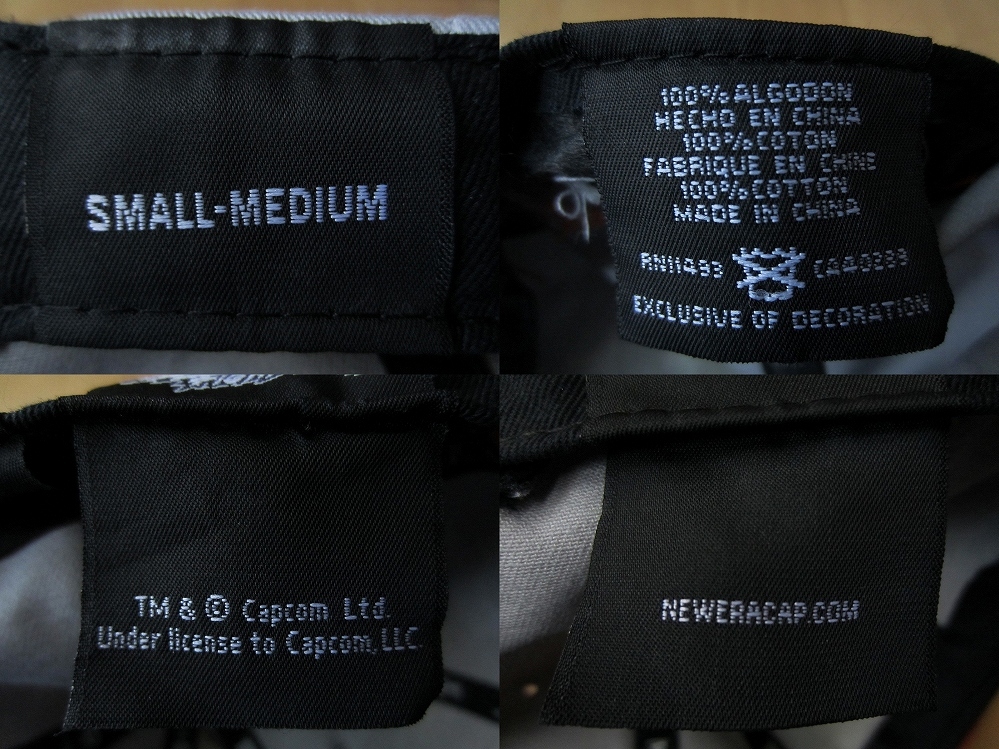 SMALL-MEDIUM
100% ALGODON
HECHO EN CHINA
100% COTON
FABRIQUE EN CHINE
100% COTTON
MADE IN CHINA
RN11493
EXCLUSIVE OF DECORATION
TM & © Capcom Ltd.
Under license to Capcom, LLC.
NEWERACAP.COM